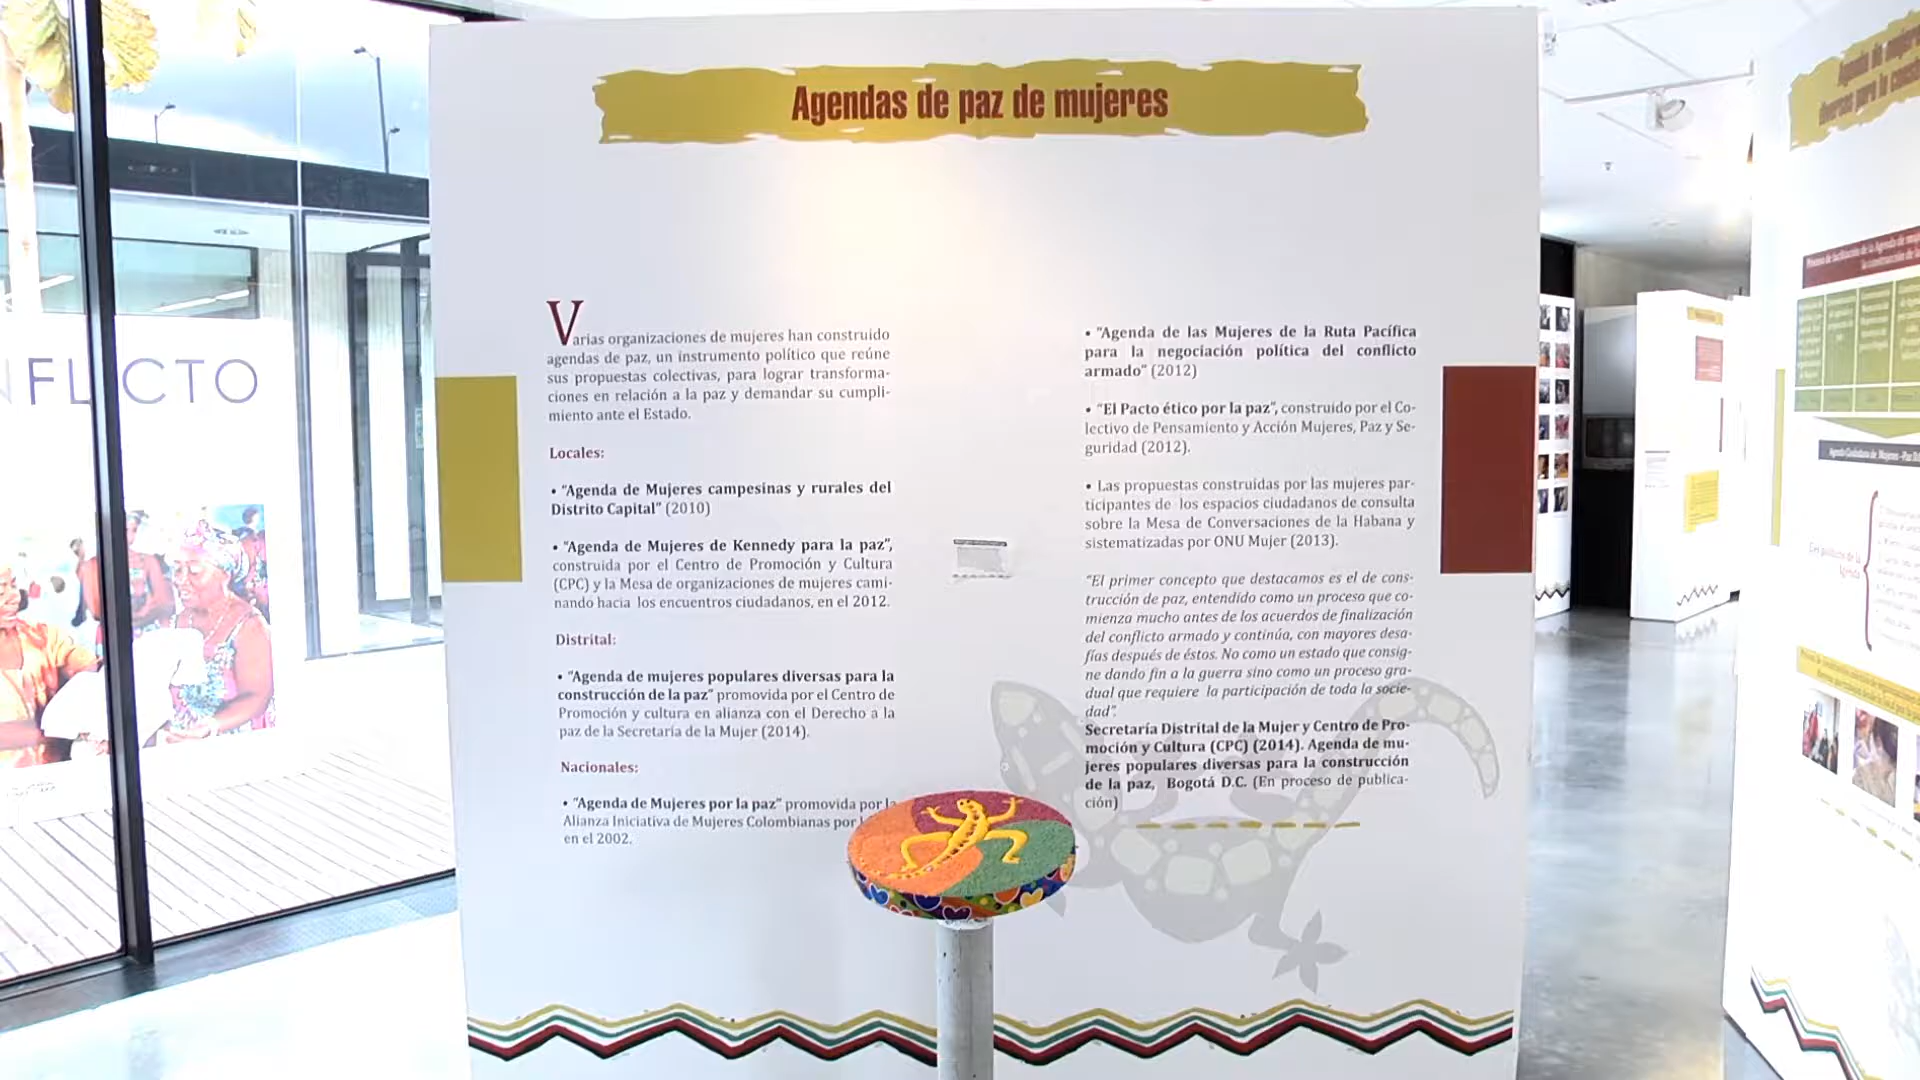 Agendas de paz de mujeres
Varias organizaciones de mujeres han construido
agendas de paz, un instrumento político que reúne
sus propuestas colectivas, para lograr transforma-
ciones en relación a la paz y demandar su cumpli-
miento ante el Estado.
Locales:
• "Agenda de Mujeres campesinas y rurales del
Distrito Capital" (2010)
• "Agenda de Mujeres de Kennedy para la paz",
construida por el Centro de Promoción y Cultura
(CPC) y la Mesa de organizaciones de mujeres cami-
nando hacia los encuentros ciudadanos, en el 2012.
Distrital:
• "Agenda de mujeres populares diversas para la
construcción de la paz" promovida por el Centro de
Promoción y cultura en alianza con el Derecho a la
paz de la Secretaría de la Mujer (2014).
Nacionales:
• "Agenda de Mujeres por la paz" promovida por la
Alianza Iniciativa de Mujeres Colombianas por
en el 2002.
• "Agenda de las Mujeres de la Ruta Pacífica
para la negociación política del conflicto
armado" (2012)
• "El Pacto ético por la paz", construido por el Co-
lectivo de Pensamiento y Acción Mujeres, Paz y Se-
guridad (2012).
• Las propuestas construidas por las mujeres par-
ticipantes de los espacios ciudadanos de consulta
sobre la Mesa de Conversaciones de la Habana y
sistematizadas por ONU Mujer (2013).
"El primer concepto que destacamos es el de cons-
trucción de paz, entendido como un proceso que co-
mienza mucho antes de los acuerdos de finalización
del conflicto armado y continúa, con mayores desa-
fías después de éstos. No como un estado que consig-
ne dando fin a la guerra sino como un proceso gra-
dual que requiere la participación de toda la socie-
dad".
Secretaría Distrital de la Mujer y Centro de Pro-
moción y Cultura (CPC) (2014). Agenda de mu-
jeres populares diversas para la construcción
de la paz, Bogotá D.C. (En proceso de publica-
ción)
NFLICTO